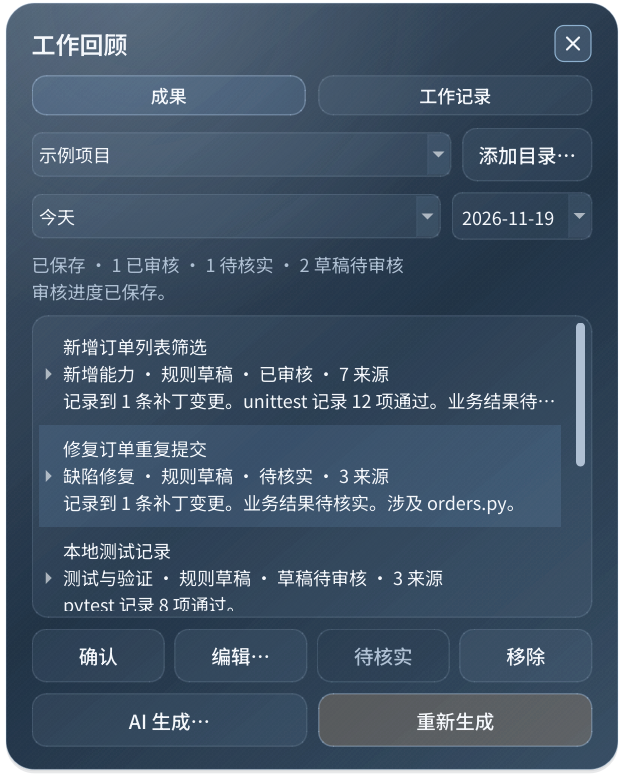 工作回顾
成果
工作记录
示例项目
添加目录…
今天
2026-11-19
已保存 · 1 已审核 · 1 待核实 · 2 草稿待审核
审核进度已保存。
新增订单列表筛选
新增能力 · 规则草稿 · 已审核 · 7 来源
记录到 1 条补丁变更。unittest 记录 12 项通过。业务结果待…
修复订单重复提交
缺陷修复 · 规则草稿 · 待核实 · 3 来源
记录到 1 条补丁变更。业务结果待核实。涉及 orders.py。
本地测试记录
测试与验证 · 规则草稿 · 草稿待审核 · 3 来源
pytest 记录 8 项通过。
确认
编辑…
待核实
移除
AI 生成…
重新生成